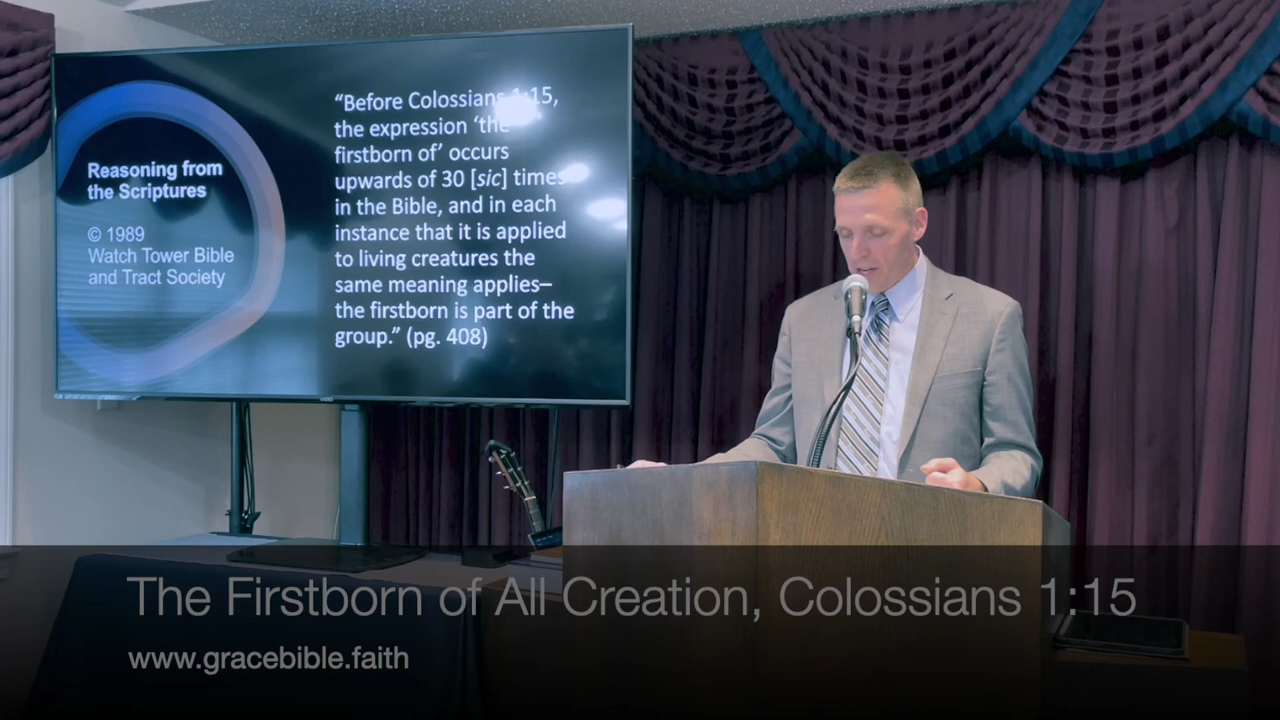 Reasoning from
the Scriptures
© 1989
Watch Tower Bible
and Tract Society
“Before Colossians 1:15,
the expression ‘the
firstborn of’ occurs
upwards of 30 [sic] times
in the Bible, and in each
instance that it is applied
to living creatures the
same meaning applies–
the firstborn is part of the
group.” (pg. 408)
The Firstborn of All Creation, Colossians 1:15
www.gracebible.faith